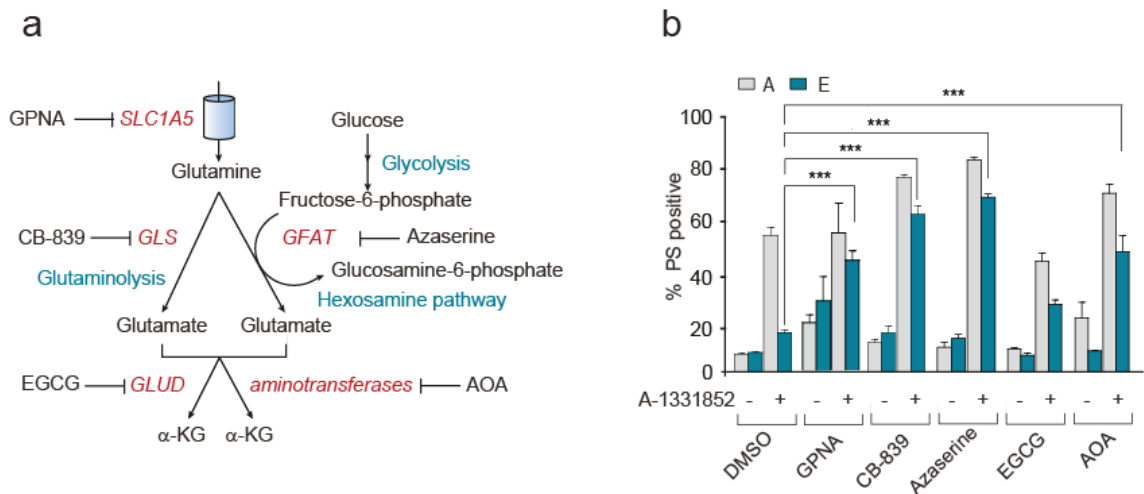 a
GPNA
SLC1A5
Glutamine
Glucose
Glycolysis
Fructose-6-phosphate
CB-839
GLS
GFAT
Azaserine
Glutaminolysis
Glucosamine-6-phosphate
Hexosamine pathway
Glutamate
Glutamate
EGCG
GLUD
aminotransferases
AOA
α-KG
α-KG
b
A
E
***
***
***
***
% PS positive
100
80
60
40
20
0
A-1331852
- + - + - + - + - + - +
DMSO
GPNA
CB-839
Azaserine
EGCG
AOA